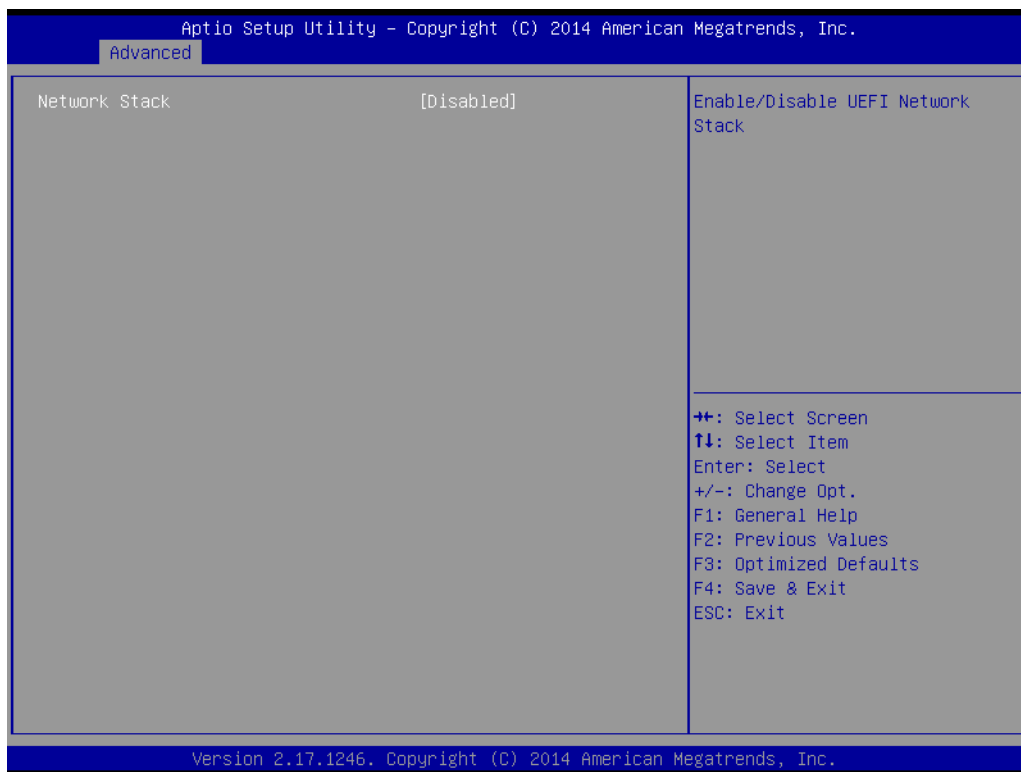 Aptio Setup Utility – Copyright (C) 2014 American Megatrends, Inc.
Advanced
Network Stack [Disabled]
Enable/Disable UEFI Network
Stack
→←: Select Screen
↑↓: Select Item
Enter: Select
+/-: Change Opt.
F1: General Help
F2: Previous Values
F3: Optimized Defaults
F4: Save & Exit
ESC: Exit
Version 2.17.1246. Copyright (C) 2014 American Megatrends, Inc.